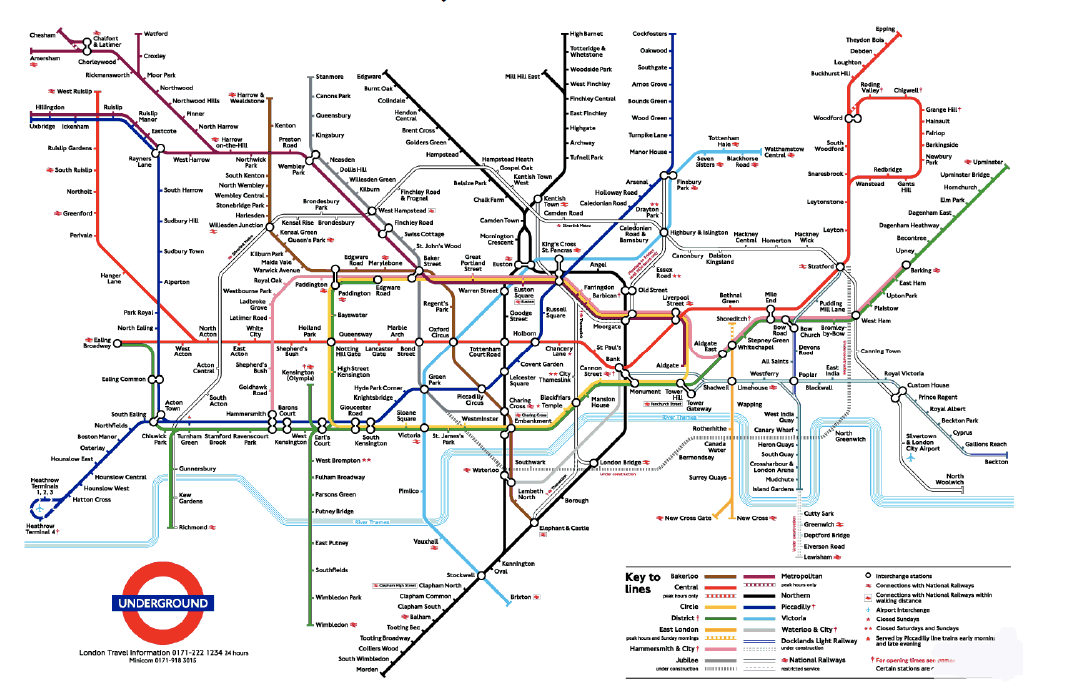 Chesham
Chalfont
& Latimer
Watford
Amersham
Chorleywood
Croxley
Rickmansworth
Moor Park
Northwood
West Ruislip
Northwood Hills
Hillingdon
Ruislip
Ruislip
Manor
Pinner
Uxbridge
Ickenham
Eastcote
North Harrow
Harrow
on-the-Hill
Harrow &
Wealdstone
Kenton
Preston
Road
Ruislip Gardens
Rayners
Lane
West Harrow
Northwick
Park
Wembley
Park
South Ruislip
South Kenton
North Wembley
Wembley Central
Stonebridge Park
Harlesden
Willesden Junction
Northolt
South Harrow
Greenford
Sudbury Hill
Perivale
Sudbury Town
Hanger
Lane
Alperton
Park Royal
North Ealing
North
Acton
Ealing
Broadway
West
Acton
East
Acton
Ealing Common
Acton
Central
South
Acton
South Ealing
Acton
Town
Northfields
Boston Manor
Osterley
Hounslow East
Hounslow Central
Hounslow West
Hatton Cross
Heathrow
Terminals
1, 2, 3
Heathrow
Terminal 4†
Chiswick
Park
Turnham
Green
Stamford
Brook
Ravenscourt
Park
Gunnersbury
Kew
Gardens
Richmond
Stanmore
Canons Park
Queensbury
Kingsbury
Neasden
Dollis Hill
Willesden Green
Kilburn
West Hampstead
Finchley Road
& Frognal
Finchley Road
Swiss Cottage
St. John's Wood
Brondesbury
Park
Kensal Rise
Brondesbury
Kensal Green
Queen's Park
Kilburn Park
Maida Vale
Warwick Avenue
Royal Oak
Westbourne Park
Ladbroke
Grove
Latimer Road
White
City
Shepherd's
Bush
Shepherd's
Bush
Goldhawk
Road
Hammersmith
Barons
Court
West
Kensington
Kensington
(Olympia)
Holland
Park
Paddington
Paddington
Edgware
Road
Marylebone
Edgware
Road
Baker
Street
Bayswater
Queensway
Notting
Hill Gate
Lancaster
Gate
Marble
Arch
Bond
Street
High Street
Kensington
Earl's
Court
Gloucester
Road
South
Kensington
Knightsbridge
Hyde Park Corner
Sloane
Square
Victoria
St. James's
Park
Green
Park
Regent's
Park
Oxford
Circus
Great
Portland
Street
Warren Street
Euston
Square
Goodge
Street
Tottenham
Court Road
Leicester
Square
Piccadilly
Circus
Charing
Cross
Westminster
Embankment
Edgware
Burnt Oak
Colindale
Hendon
Central
Brent Cross
Golders Green
Hampstead
Belsize Park
Chalk Farm
Camden Town
Mornington
Crescent
Euston
Hampstead Heath
Gospel Oak
Kentish Town
West
Kentish
Town
Camden Road
Mill Hill East
High Barnet
Totteridge &
Whetstone
Woodside Park
West Finchley
Finchley Central
East Finchley
Highgate
Archway
Tufnell Park
Cockfosters
Oakwood
Southgate
Arnos Grove
Bounds Green
Wood Green
Turnpike Lane
Manor House
Arsenal
Holloway Road
Caledonian Road
Finsbury
Park
Drayton
Park
Caledonian
Road &
Barnsbury
Highbury & Islington
Canonbury
Dalston
Kingsland
Hackney
Central
Homerton
Hackney
Wick
Seven
Sisters
Tottenham
Hale
Blackhorse
Road
Walthamstow
Central
King's Cross
St. Pancras
Angel
Essex
Road
Old Street
Farringdon
Barbican†
Moorgate
Liverpool
Street
Russell
Square
Holborn
Chancery
Lane
Covent Garden
St Paul's
Bank
City
Thameslink
Cannon
Street
Blackfriars
Temple
Mansion
House
Monument
Tower
Hill
Tower
Gateway
Fenchurch Street
Aldgate
Aldgate
East
Shoreditch
Whitechapel
Stepney Green
Bethnal
Green
Mile
End
Bow
Road
Bow
Church
Bromley-
by-Bow
Pudding
Mill Lane
Stratford
West Ham
Plaistow
Upton Park
East Ham
Barking
Upney
Becontree
Dagenham Heathway
Dagenham East
Elm Park
Hornchurch
Upminster Bridge
Upminster
Epping
Theydon Bois
Debden
Loughton
Buckhurst Hill
Roding
Valley†
Chigwell†
Grange Hill†
Hainault
Fairlop
Barkingside
Newbury
Park
Gants
Hill
Redbridge
Wanstead
Woodford
South
Woodford
Snaresbrook
Leytonstone
Leyton
Devons
Road
All Saints
Poplar
Westferry
Limehouse
Shadwell
Blackwall
East
India
Canning Town
Royal Victoria
Custom House
Prince Regent
Royal Albert
Beckton Park
Cyprus
Gallions Reach
Beckton
Silvertown
& London
City Airport
North
Woolwich
North
Greenwich
West India
Quay
Canary Wharf
Heron Quays
South Quay
Crossharbour &
London Arena
Mudchute
Island Gardens
Cutty Sark
Greenwich
Deptford Bridge
Elverson Road
Lewisham
Wapping
Rotherhithe
Canada
Water
Bermondsey
Surrey Quays
New Cross Gate
New Cross
London Bridge
Southwark
Waterloo
Lambeth
North
Borough
Elephant & Castle
Kennington
Oval
Stockwell
Brixton
Vauxhall
Pimlico
Clapham High Street
Clapham North
Clapham Common
Clapham South
Balham
Tooting Bec
Tooting Broadway
Colliers Wood
South Wimbledon
Morden
West Brompton
Fulham Broadway
Parsons Green
Putney Bridge
East Putney
Southfields
Wimbledon Park
Wimbledon
River Thames
River Thames
under construction
under construction
UNDERGROUND
London Travel Information 0171-222 1234 24 hours
Minicom 0171-918 3015
Key to
lines
Bakerloo
Central
peak hours only
Circle
District †
East London
peak hours and Sunday mornings
Hammersmith & City †
Jubilee
under construction
Metropolitan
peak hours only
Northern
Piccadilly †
Victoria
Waterloo & City †
Docklands Light Railway
under construction
National Railways
restricted service
Interchange stations
Connections with National Railways
Connections with National Railways within
walking distance
Airport Interchange
Closed Sundays
Closed Saturdays and Sundays
Served by Piccadilly line trains early morning
and late evening
† For opening times see
Certain stations are